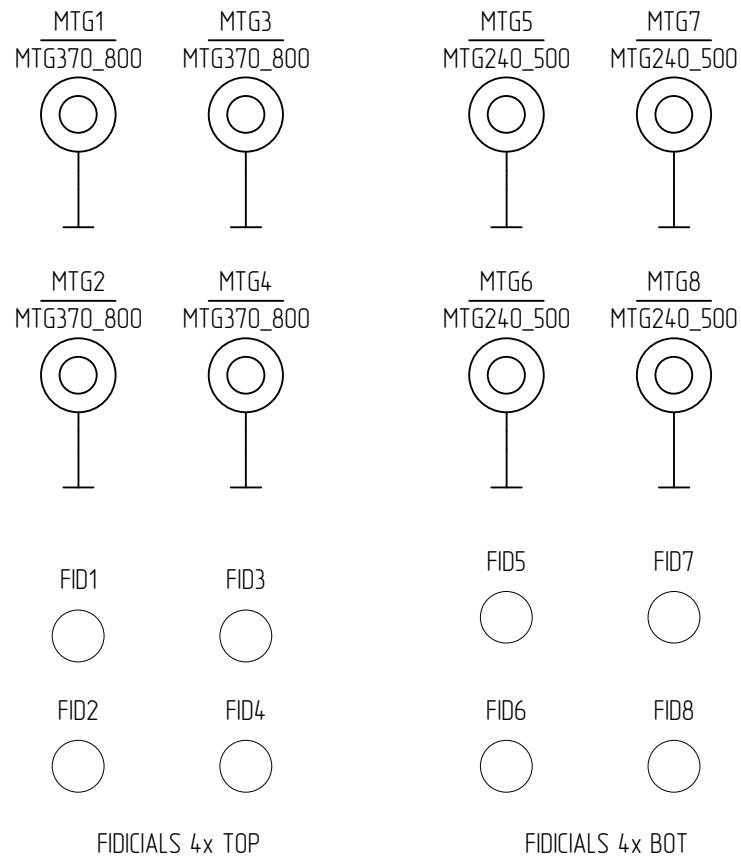 MTG1 MTG3 MTG5 MTG7
MTG370_800 MTG370_800 MTG240_500 MTG240_500
MTG2 MTG4 MTG6 MTG8
MTG370_800 MTG370_800 MTG240_500 MTG240_500
FID1 FID3 FID5 FID7
FID2 FID4 FID6 FID8
FIDICIALS 4x TOP FIDICIALS 4x BOT